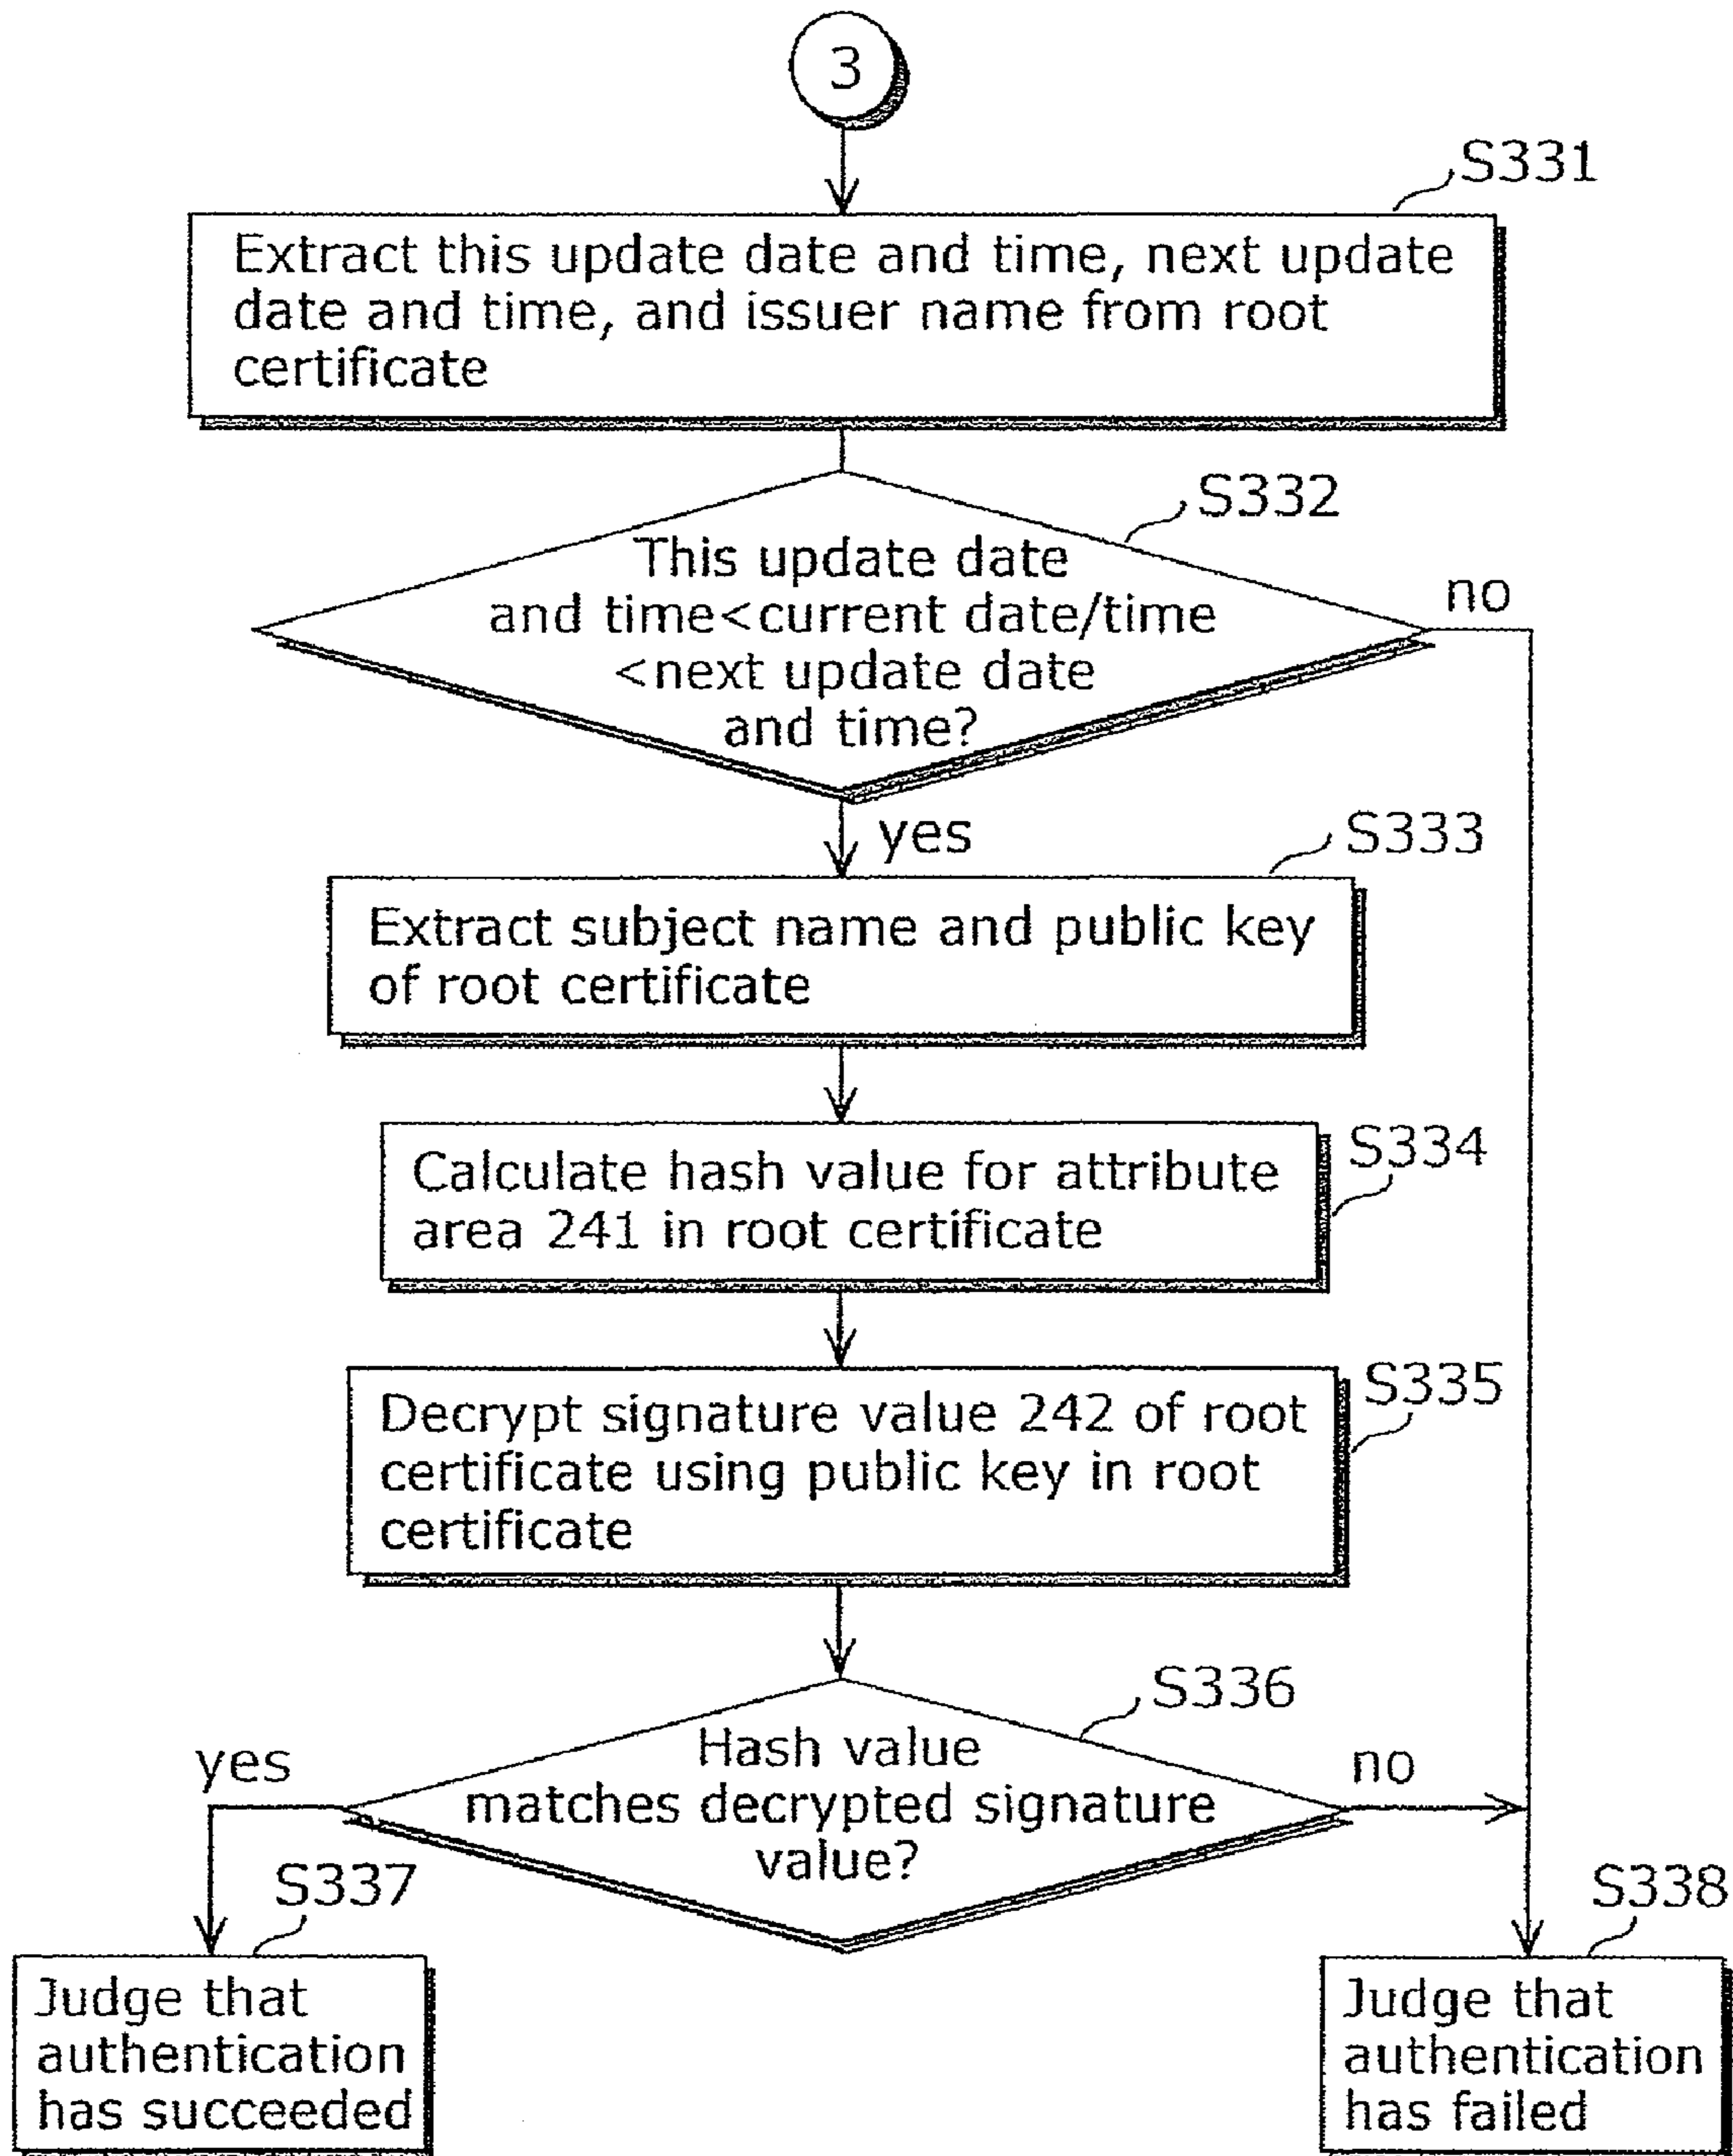 3
S331
Extract this update date and time, next update
date and time, and issuer name from root
certificate
S332
This update date
and time<current date/time
<next update date
and time?
no
yes
S333
Extract subject name and public key
of root certificate
S334
Calculate hash value for attribute
area 241 in root certificate
S335
Decrypt signature value 242 of root
certificate using public key in root
certificate
S336
Hash value
matches decrypted signature
value?
yes
no
S337
Judge that
authentication
has succeeded
S338
Judge that
authentication
has failed